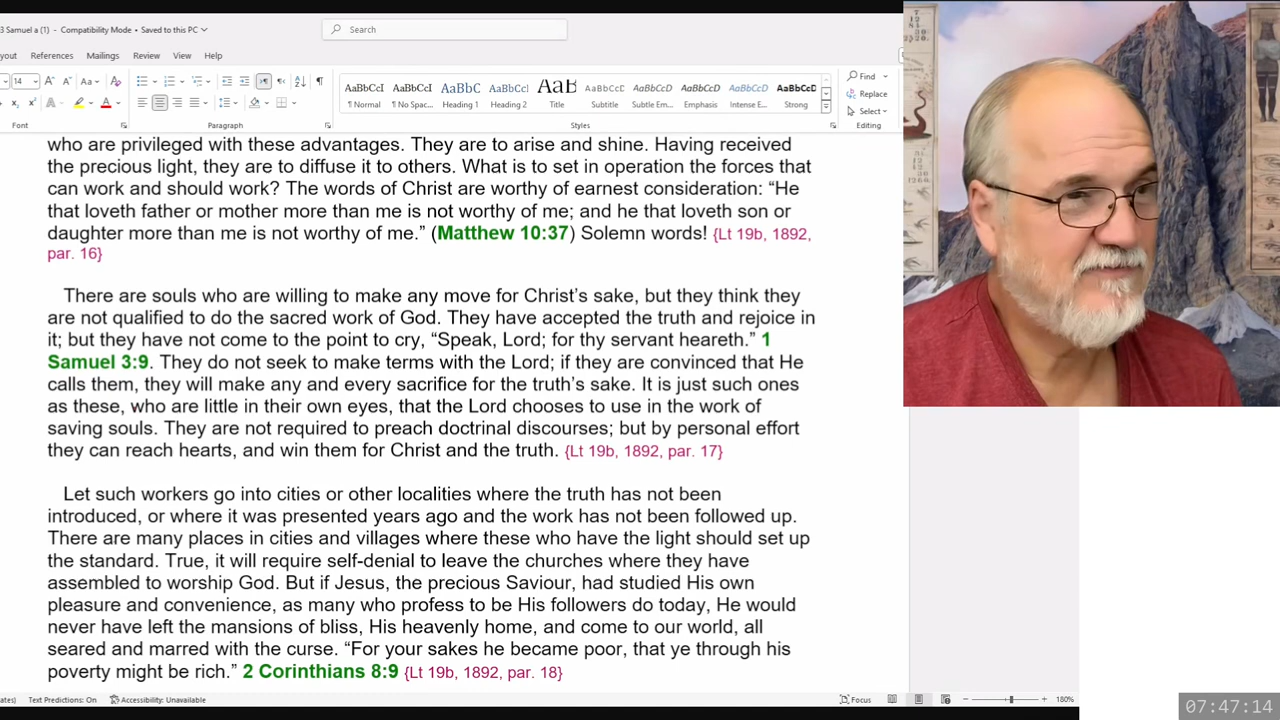 3 Samuel a (1) - Compatibility Mode • Saved to this PC
Search
yout References Mailings Review View Help
14
Paragraph
Font
AaBbCcI AaBbCcI AaBbC AaBbCcI AaB AaBbCcD AaBbCcD AaBbCcD AaBbCcD AaBbCcD
¶ Normal ¶ No Spac... Heading 1 Heading 2 Title Subtitle Subtle Em... Emphasis Intense E... Strong
Styles
Find
Replace
Select
Editing
who are privileged with these advantages. They are to arise and shine. Having received
the precious light, they are to diffuse it to others. What is to set in operation the forces that
can work and should work? The words of Christ are worthy of earnest consideration: “He
that loveth father or mother more than me is not worthy of me; and he that loveth son or
daughter more than me is not worthy of me.” (Matthew 10:37) Solemn words! {Lt 19b, 1892,
par. 16}
There are souls who are willing to make any move for Christ’s sake, but they think they
are not qualified to do the sacred work of God. They have accepted the truth and rejoice in
it; but they have not come to the point to cry, “Speak, Lord; for thy servant heareth.” 1
Samuel 3:9. They do not seek to make terms with the Lord; if they are convinced that He
calls them, they will make any and every sacrifice for the truth’s sake. It is just such ones
as these, who are little in their own eyes, that the Lord chooses to use in the work of
saving souls. They are not required to preach doctrinal discourses; but by personal effort
they can reach hearts, and win them for Christ and the truth. {Lt 19b, 1892, par. 17}
Let such workers go into cities or other localities where the truth has not been
introduced, or where it was presented years ago and the work has not been followed up.
There are many places in cities and villages where these who have the light should set up
the standard. True, it will require self-denial to leave the churches where they have
assembled to worship God. But if Jesus, the precious Saviour, had studied His own
pleasure and convenience, as many who profess to be His followers do today, He would
never have left the mansions of bliss, His heavenly home, and come to our world, all
seared and marred with the curse. “For your sakes he became poor, that ye through his
poverty might be rich.” 2 Corinthians 8:9 {Lt 19b, 1892, par. 18}
ates) Text Predictions: On Accessibility: Unavailable
Focus
180%
07:47:14